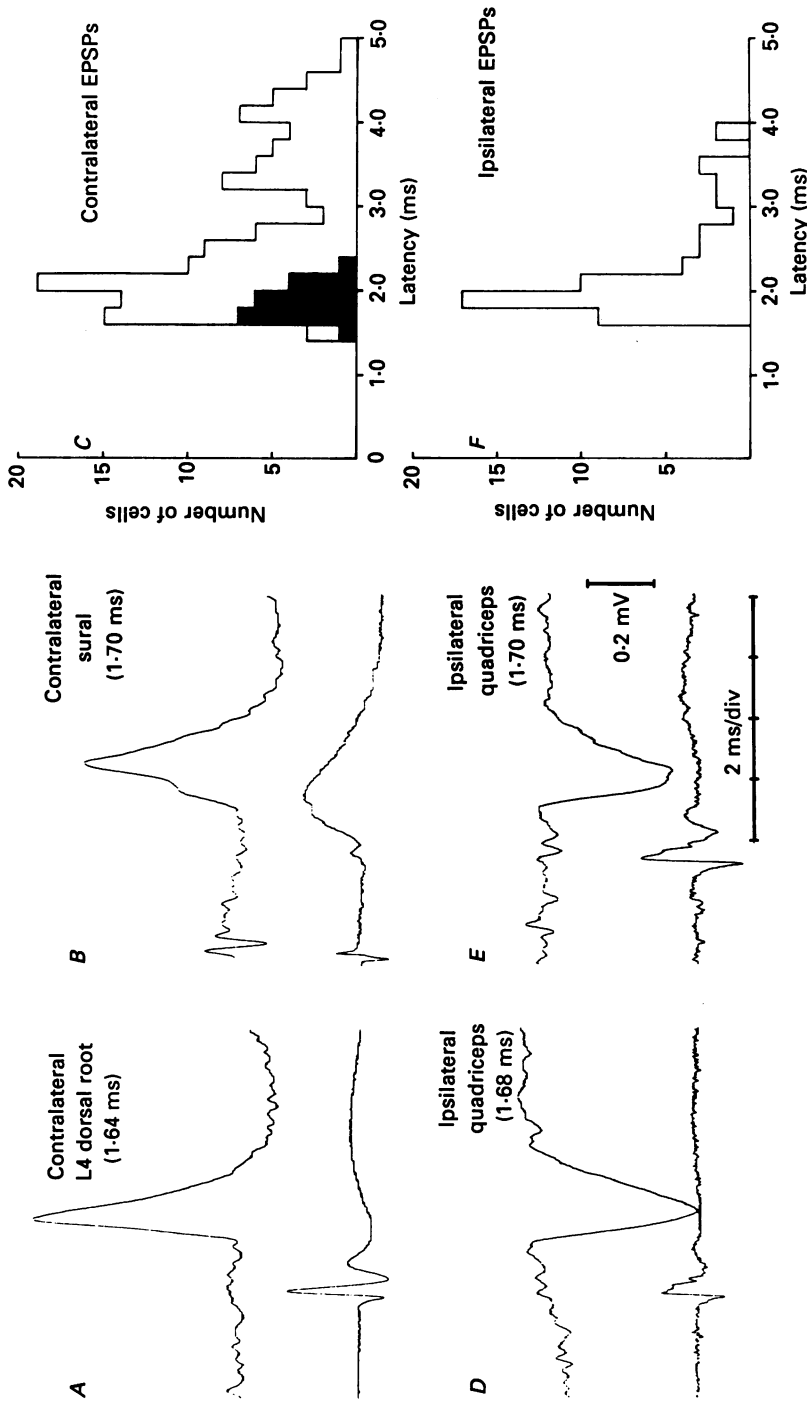 A
Contralateral
L4 dorsal root
(1·64 ms)
B
Contralateral
sural
(1·70 ms)
C
Contralateral EPSPs
Number of cells
20
15
10
5
0
1·0
2·0
3·0
4·0
5·0
Latency (ms)
D
Ipsilateral
quadriceps
(1·68 ms)
E
Ipsilateral
quadriceps
(1·70 ms)
0·2 mV
2 ms/div
F
Ipsilateral EPSPs
Number of cells
20
15
10
5
1·0
2·0
3·0
4·0
5·0
Latency (ms)